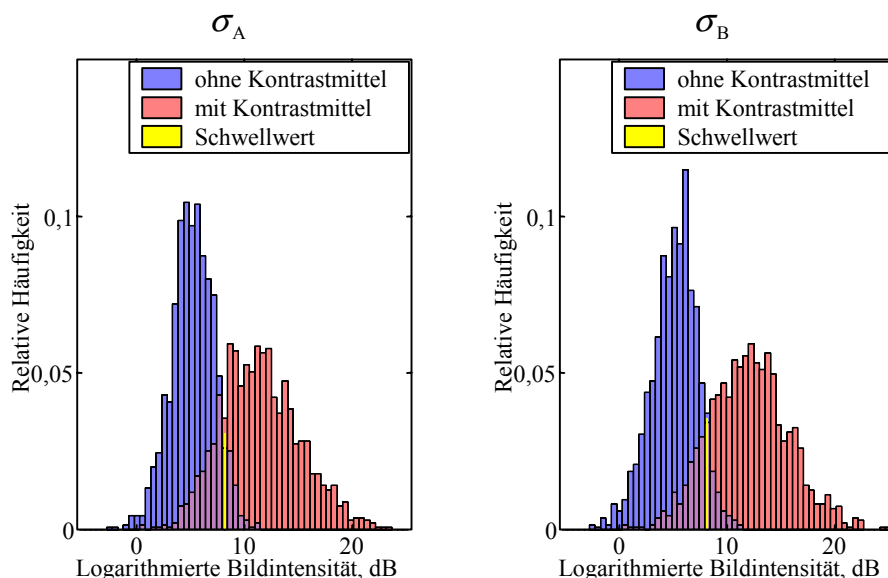 σA
ohne Kontrastmittel
mit Kontrastmittel
Schwellwert
Relative Häufigkeit
0,1
0,05
0
0 10 20
Logarithmierte Bildintensität, dB
σB
ohne Kontrastmittel
mit Kontrastmittel
Schwellwert
Relative Häufigkeit
0,1
0,05
0
0 10 20
Logarithmierte Bildintensität, dB